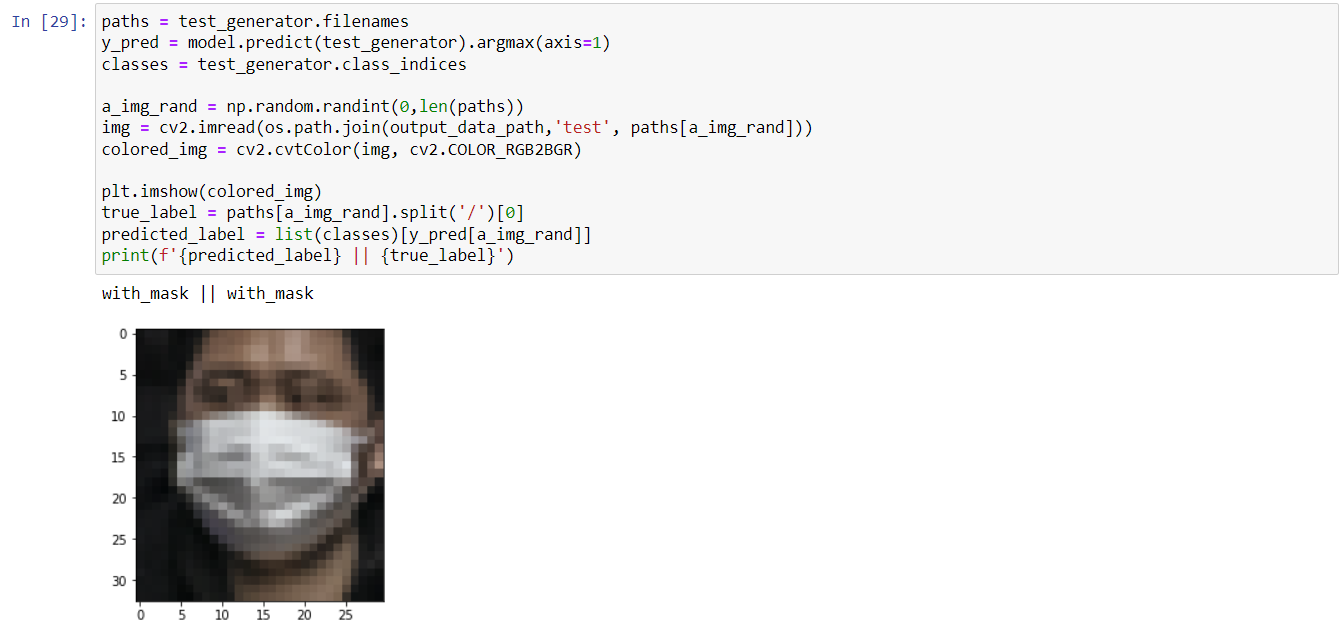 In [29]: paths = test_generator.filenames
y_pred = model.predict(test_generator).argmax(axis=1)
classes = test_generator.class_indices
a_img_rand = np.random.randint(0,len(paths))
img = cv2.imread(os.path.join(output_data_path,'test', paths[a_img_rand]))
colored_img = cv2.cvtColor(img, cv2.COLOR_RGB2BGR)
plt.imshow(colored_img)
true_label = paths[a_img_rand].split('/')[0]
predicted_label = list(classes)[y_pred[a_img_rand]]
print(f'{predicted_label} || {true_label}')
with_mask || with_mask
0
5
10
15
20
25
30
0 5 10 15 20 25